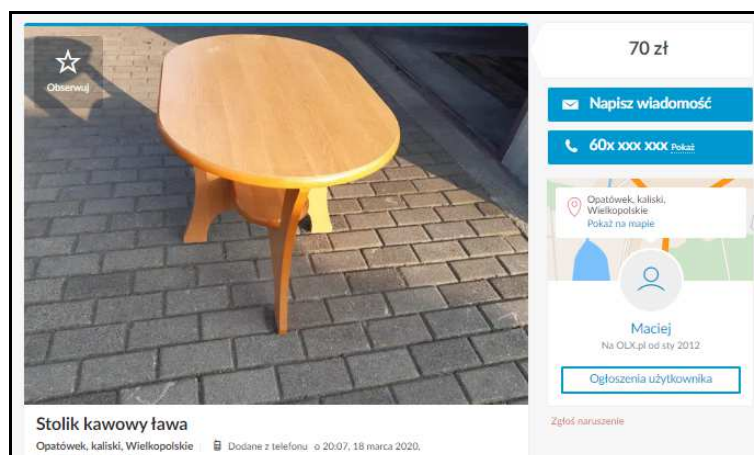 Obserwuj
70 zł
Napisz wiadomość
60x xxx xxx Pokaż
Opatówek, kaliski,
Wielkopolskie
Pokaż na mapie
Maciej
Na OLX.pl od sty 2012
Ogłoszenia użytkownika
Zgłoś naruszenie
Stolik kawowy ława
Opatówek, kaliski, Wielkopolskie Dodane z telefonu o 20:07, 18 marca 2020,